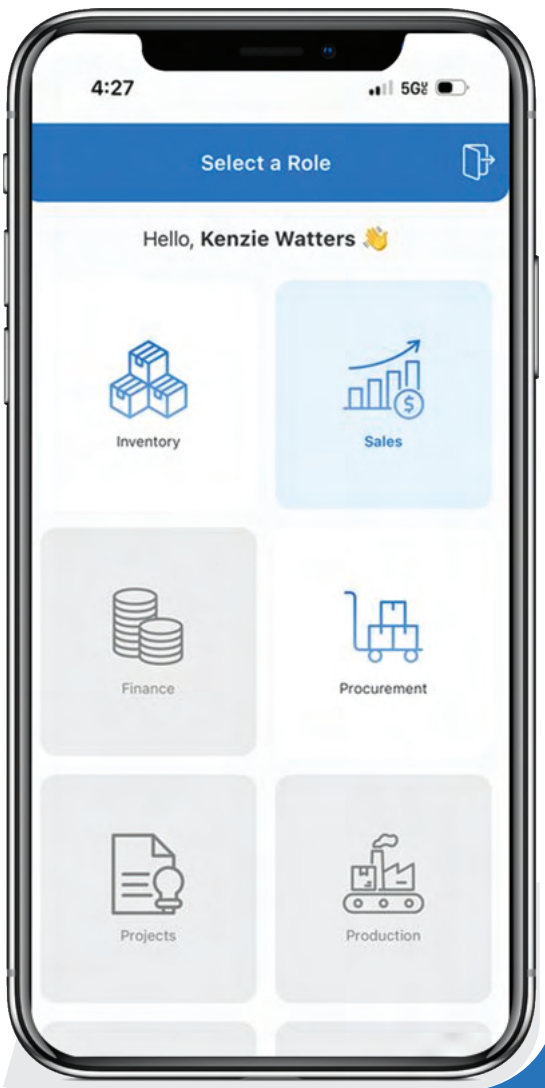 4:27
5G
Select a Role
Hello, Kenzie Watters 👋
Inventory
Sales
$
Finance
Procurement
Projects
Production